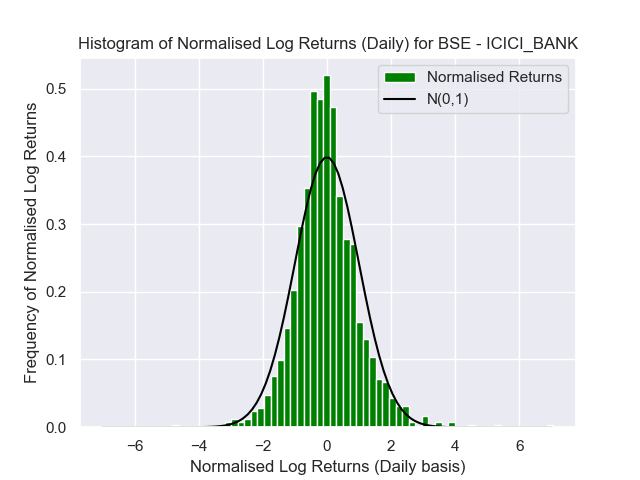 Histogram of Normalised Log Returns (Daily) for BSE - ICICI_BANK
Normalised Returns
N(0,1)
Frequency of Normalised Log Returns
0.5
0.4
0.3
0.2
0.1
0.0
−6 −4 −2 0 2 4 6
Normalised Log Returns (Daily basis)